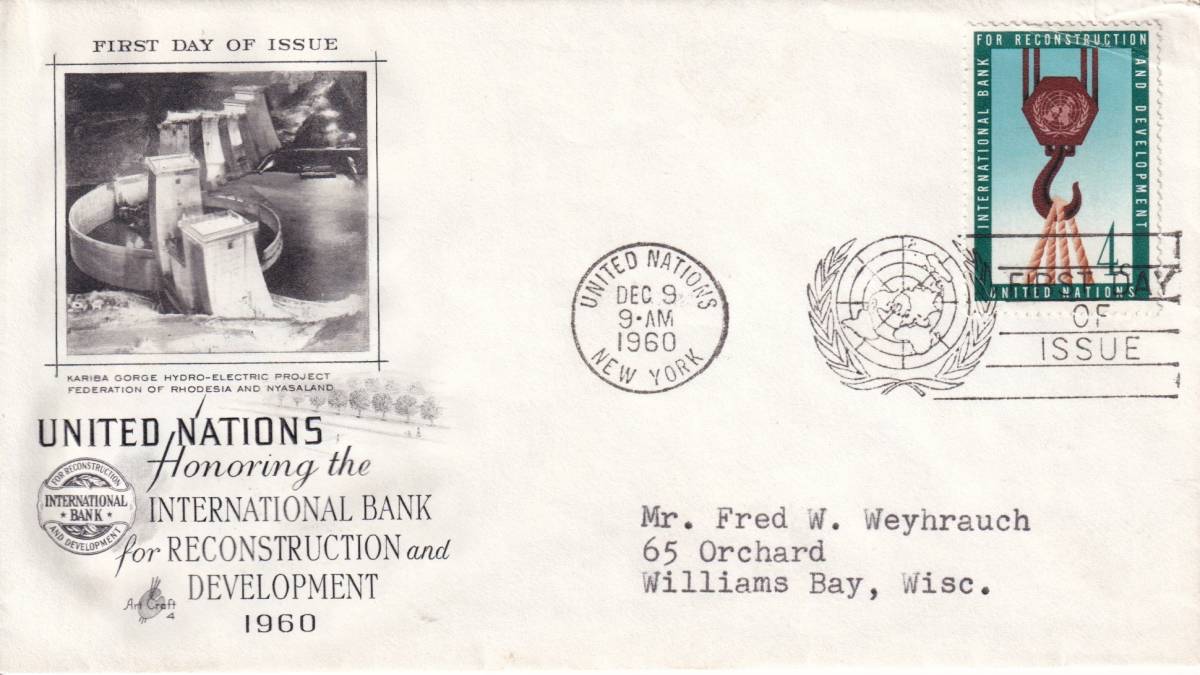 FIRST DAY OF ISSUE
KARIBA GORGE HYDRO-ELECTRIC PROJECT
FEDERATION OF RHODESIA AND NYASALAND
UNITED NATIONS
Honoring the
INTERNATIONAL BANK
for RECONSTRUCTION and
DEVELOPMENT
1960
FOR RECONSTRUCTION
INTERNATIONAL
★ BANK ★
AND DEVELOPMENT
Art Craft
4
UNITED NATIONS
DEC 9
9·AM
1960
NEW YORK
INTERNATIONAL BANK
FOR RECONSTRUCTION
AND DEVELOPMENT
4c
UNITED NATIONS
FIRST DAY
OF
ISSUE
Mr. Fred W. Weyhrauch
65 Orchard
Williams Bay, Wisc.